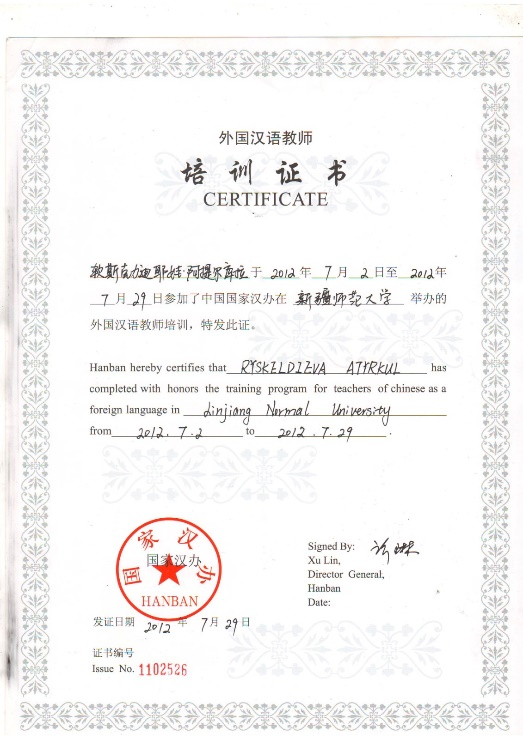 外国汉语教师
培训证书
CERTIFICATE
斯克力迪耶娃·阿提尔库拉于 2012 年 7 月 2 日至 2012 年
7 月 29 日参加了中国国家汉办在 新疆师范大学 举办的
外国汉语教师培训，特发此证。
Hanban hereby certifies that RYSKELDIEVA ATYRKUL has
completed with honors the training program for teachers of chinese as a
foreign language in Xinjiang Normal University
from 2012.7.2 to 2012.7.29 .
国家汉办
国家汉办
HANBAN
Signed By: 许琳
Xu Lin,
Director General,
Hanban
Date:
发证日期 2012 年 7 月 29 日
证书编号
Issue No. 1102526